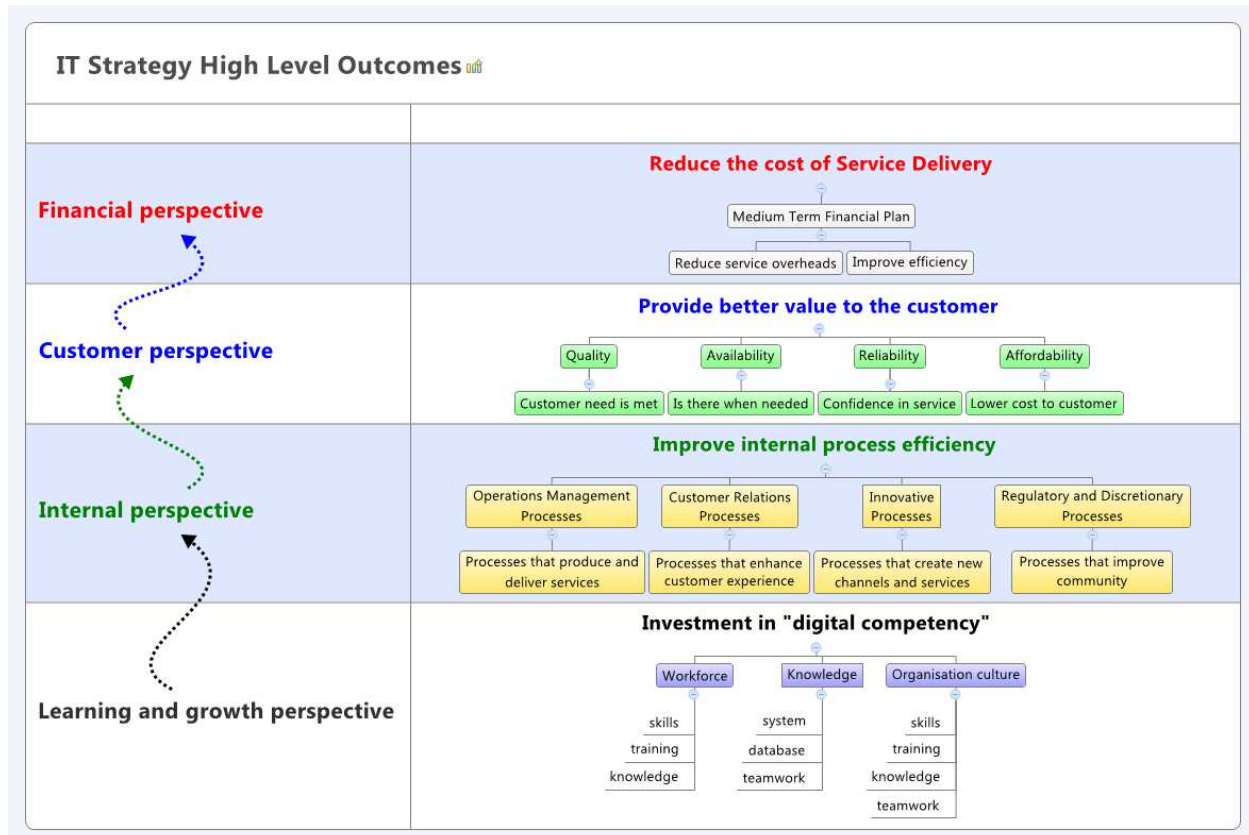 IT Strategy High Level Outcomes
Financial perspective
Reduce the cost of Service Delivery
Medium Term Financial Plan
Reduce service overheads
Improve efficiency
Customer perspective
Provide better value to the customer
Quality
Availability
Reliability
Affordability
Customer need is met
Is there when needed
Confidence in service
Lower cost to customer
Internal perspective
Improve internal process efficiency
Operations Management
Processes
Customer Relations
Processes
Innovative
Processes
Regulatory and Discretionary
Processes
Processes that produce and
deliver services
Processes that enhance
customer experience
Processes that create new
channels and services
Processes that improve
community
Learning and growth perspective
Investment in "digital competency"
Workforce
skills
training
knowledge
Knowledge
system
database
teamwork
Organisation culture
skills
training
knowledge
teamwork